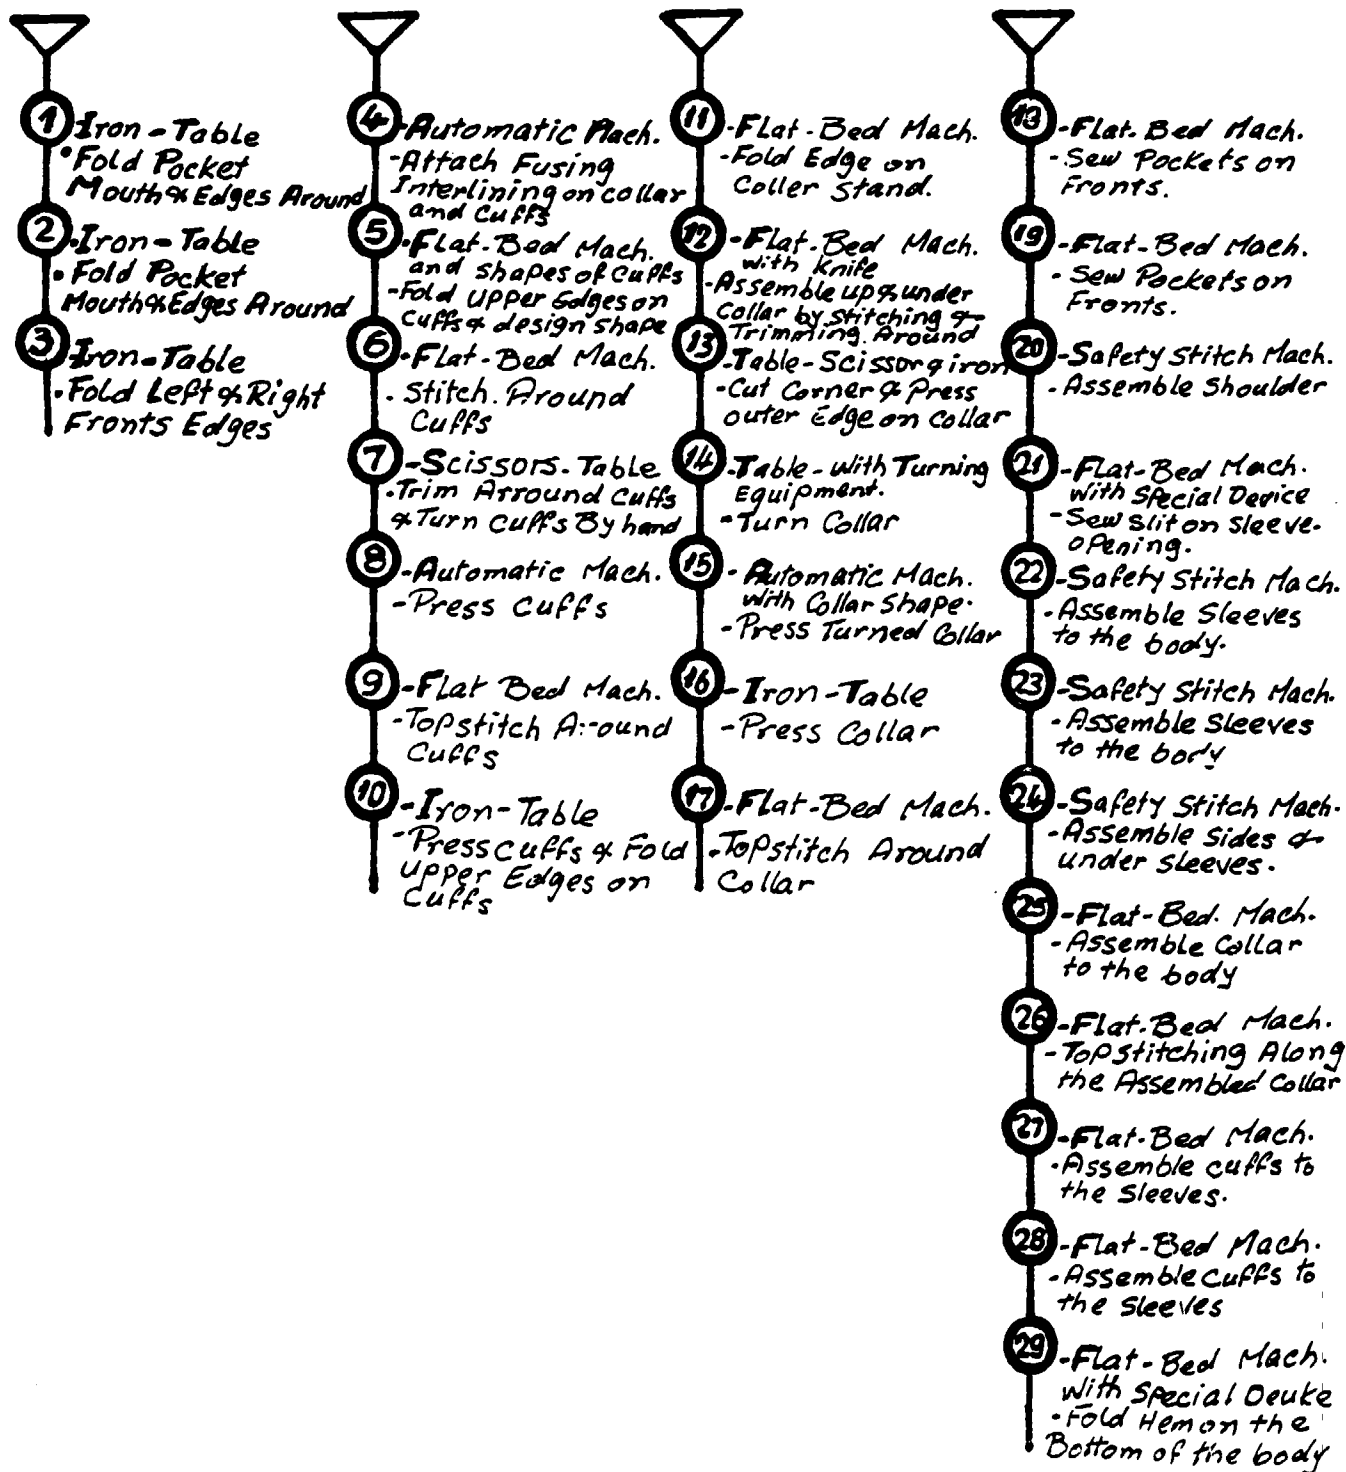 1
-Iron-Table
•Fold Pocket
Mouth & Edges Around
2
•Iron-Table
•Fold Pocket
Mouth & Edges Around
3
•Iron-Table
•Fold Left & Right
Fronts Edges
4
-Automatic Mach.
-Attach Fusing
Interlining on collar
and Cuffs
5
•Flat-Bed Mach.
and shapes of Cuffs
-Fold upper Edges on
Cuffs & design shape
6
•Flat-Bed Mach.
•Stitch. Around
Cuffs
7
-Scissors-Table
•Trim Arround Cuffs
& Turn Cuffs By hand
8
-Automatic Mach.
-Press Cuffs
9
-Flat Bed Mach.
-Topstitch Around
Cuffs
10
-Iron-Table
-Press Cuffs & Fold
upper Edges on
Cuffs
11
-Flat-Bed Mach.
-Fold Edge on
Coller Stand.
12
-Flat-Bed Mach.
with Knife
-Assemble up & under
Collar by stitching &
Trimming Around
13
-Table-Scissor & iron
-Cut Corner & Press
outer Edge on Collar
14
-Table-With Turning
Equipment.
-Turn Collar
15
-Automatic Mach.
with Collar Shape.
-Press Turned Collar
16
-Iron-Table
-Press Collar
17
-Flat-Bed Mach.
•Topstitch Around
Collar
18
-Flat-Bed Mach.
-Sew Pockets on
Fronts.
19
-Flat-Bed Mach.
•Sew Pockets on
Fronts.
20
-Safety Stitch Mach.
•Assemble Shoulder
21
-Flat-Bed Mach.
with Special Device
-Sew Slit on Sleeve-
opening.
22
-Safety Stitch Mach.
-Assemble Sleeves
to the body.
23
-Safety Stitch Mach.
•Assemble Sleeves
to the body
24
-Safety Stitch Mach.
-Assemble sides &
under sleeves.
25
-Flat-Bed. Mach.
-Assemble Collar
to the body
26
-Flat-Bed Mach.
-Topstitching Along
the Assembled Collar
27
-Flat-Bed Mach.
•Assemble cuffs to
the sleeves.
28
-Flat-Bed Mach.
-Assemble cuffs to
the sleeves
29
-Flat-Bed Mach.
with Special Deuke
•Fold Hem on the
Bottom of the body